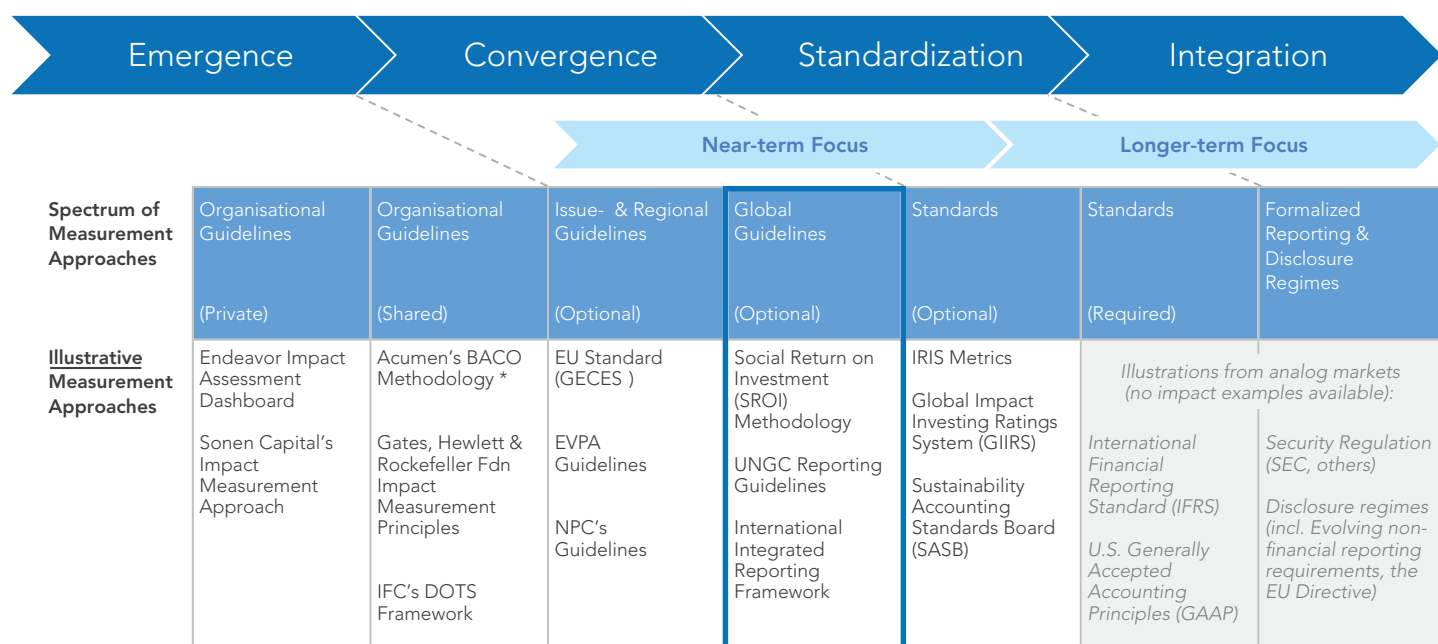 Emergence
Convergence
Standardization
Integration
Near-term Focus
Longer-term Focus
Spectrum of
Measurement
Approaches
Organisational
Guidelines
(Private)
Organisational
Guidelines
(Shared)
Issue- & Regional
Guidelines
(Optional)
Global
Guidelines
(Optional)
Standards
(Optional)
Standards
(Required)
Formalized
Reporting &
Disclosure
Regimes
Illustrative
Measurement
Approaches
Endeavor Impact
Assessment
Dashboard
Sonen Capital's
Impact
Measurement
Approach
Acumen's BACO
Methodology *
Gates, Hewlett &
Rockefeller Fdn
Impact
Measurement
Principles
IFC's DOTS
Framework
EU Standard
(GECES )
EVPA
Guidelines
NPC's
Guidelines
Social Return on
Investment
(SROI)
Methodology
UNGC Reporting
Guidelines
International
Integrated
Reporting
Framework
IRIS Metrics
Global Impact
Investing Ratings
System (GIIRS)
Sustainability
Accounting
Standards Board
(SASB)
Illustrations from analog markets
(no impact examples available):
International
Financial
Reporting
Standard (IFRS)
U.S. Generally
Accepted
Accounting
Principles (GAAP)
Security Regulation
(SEC, others)
Disclosure regimes
(incl. Evolving non-
financial reporting
requirements, the
EU Directive)